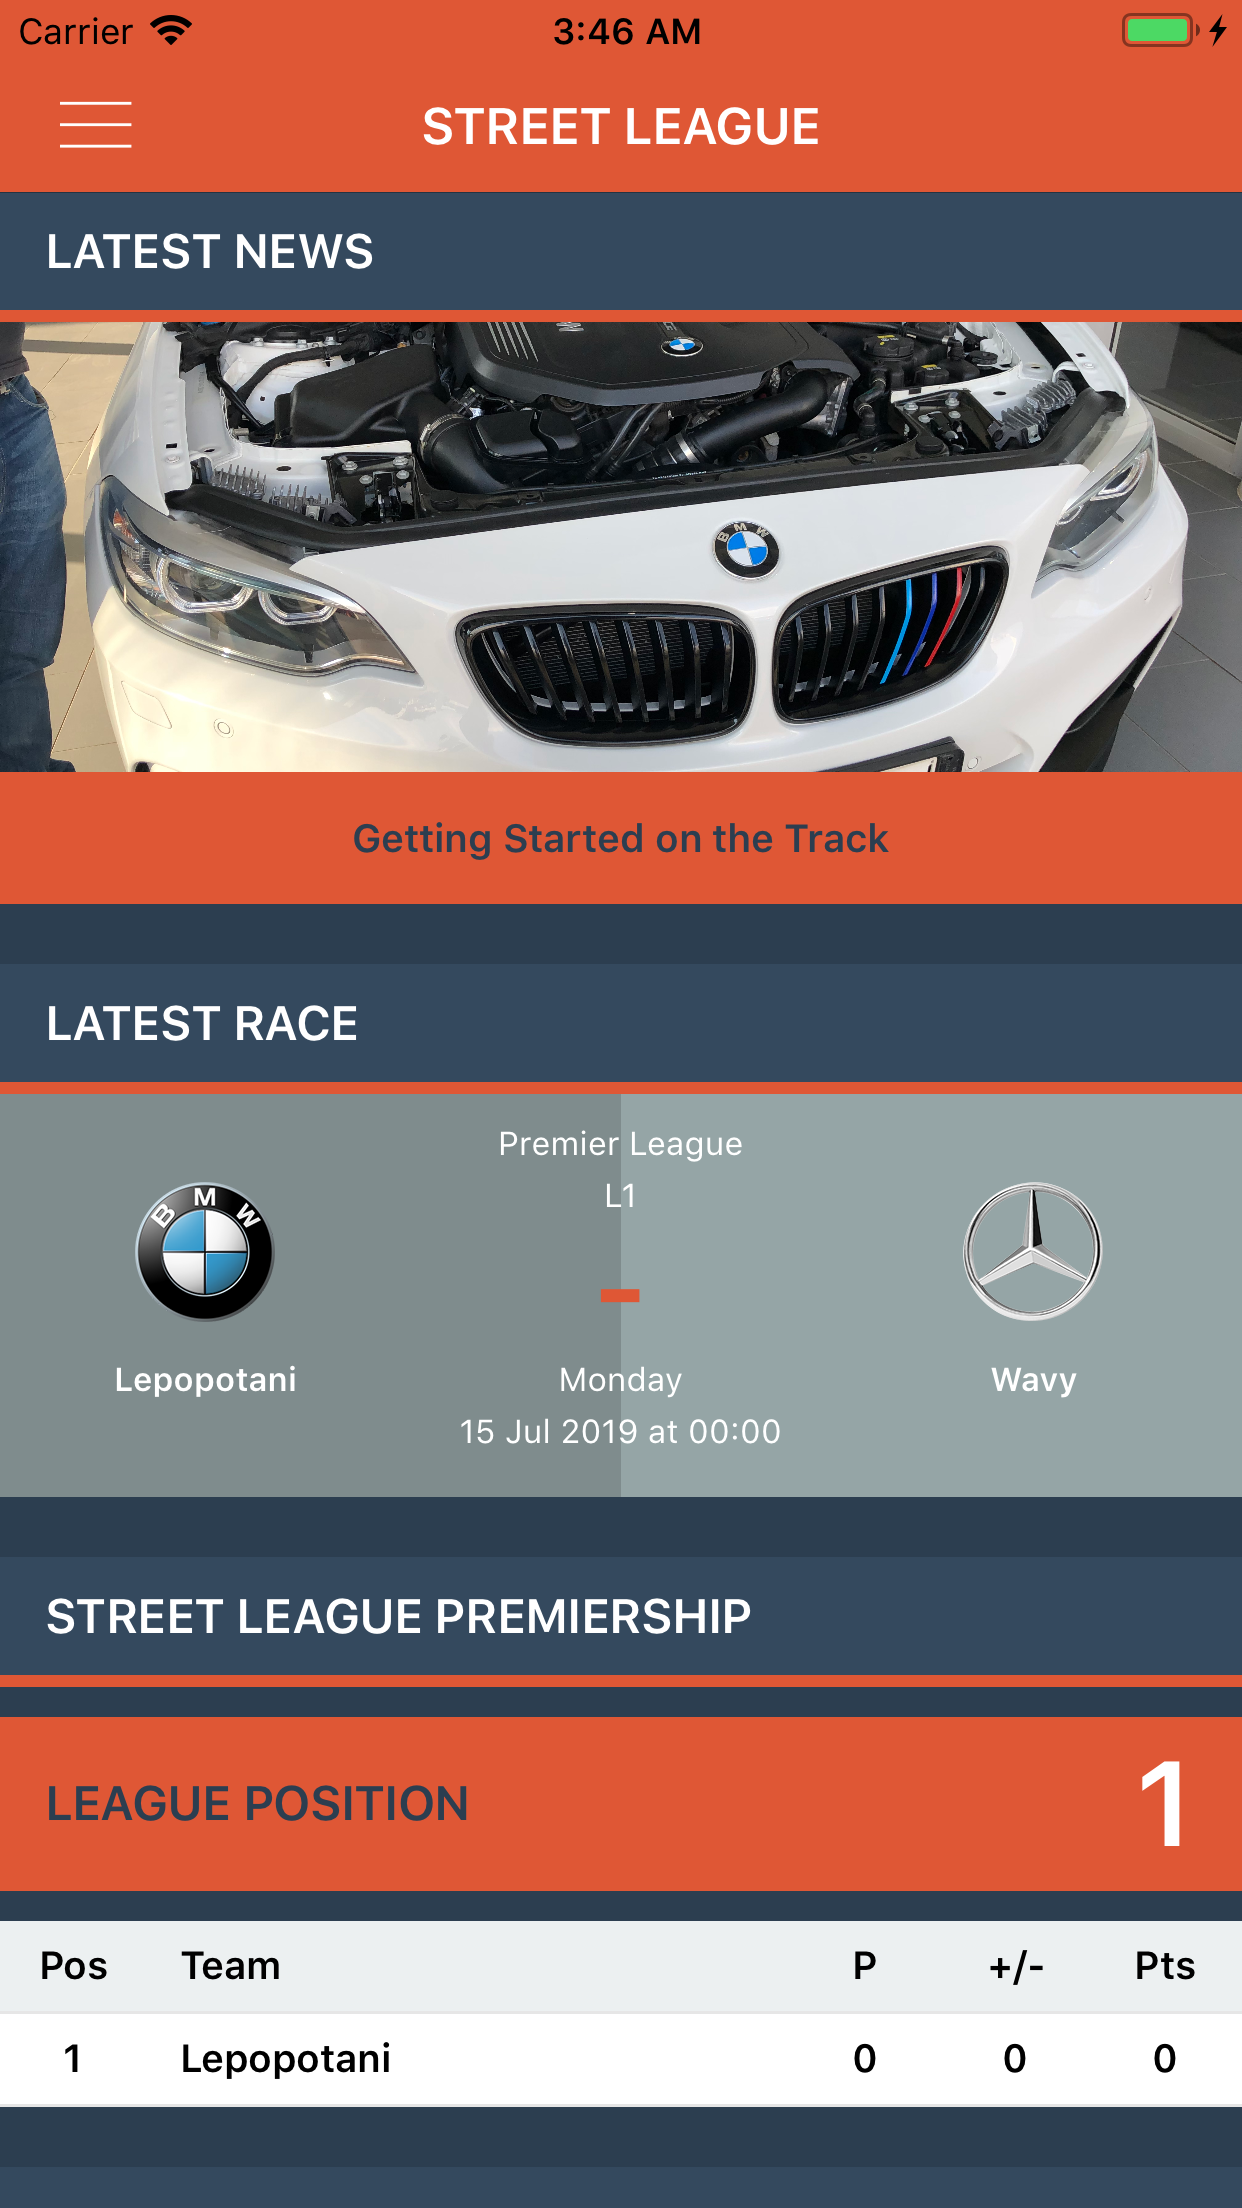 Carrier 3:46 AM
STREET LEAGUE
LATEST NEWS
BMW
Getting Started on the Track
LATEST RACE
Premier League
L1
BMW
-
Lepopotani
Wavy
Monday
15 Jul 2019 at 00:00
STREET LEAGUE PREMIERSHIP
LEAGUE POSITION 1
Pos Team P +/- Pts
1 Lepopotani 0 0 0